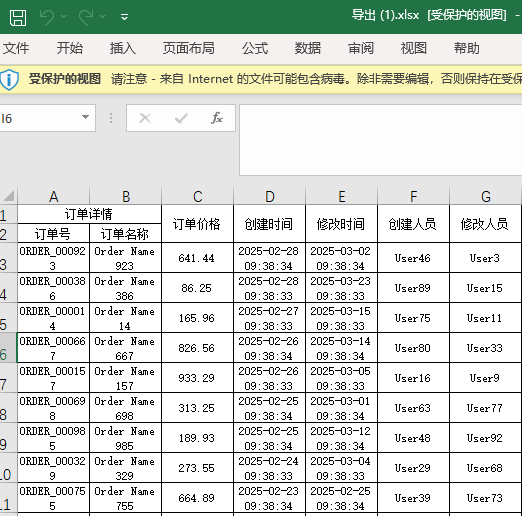 导出 (1).xlsx [受保护的视图] -
文件 开始 插入 页面布局 公式 数据 审阅 视图 帮助
受保护的视图 请注意 - 来自 Internet 的文件可能包含病毒。除非需要编辑，否则保持在受保
I6 fx
A B C D E F G
1 订单详情 订单价格 创建时间 修改时间 创建人员 修改人员
2 订单号 订单名称
3 ORDER_000923 Order Name 923 641.44 2025-02-28 09:38:34 2025-03-02 09:38:34 User46 User3
4 ORDER_000386 Order Name 386 86.25 2025-02-28 09:38:33 2025-03-23 09:38:33 User89 User15
5 ORDER_000014 Order Name 14 165.96 2025-02-27 09:38:33 2025-03-15 09:38:33 User75 User11
6 ORDER_000667 Order Name 667 826.56 2025-02-26 09:38:34 2025-03-14 09:38:34 User80 User33
7 ORDER_000157 Order Name 157 933.29 2025-02-26 09:38:33 2025-03-05 09:38:33 User16 User9
8 ORDER_000698 Order Name 698 313.25 2025-02-25 09:38:34 2025-03-01 09:38:34 User63 User77
9 ORDER_000985 Order Name 985 189.93 2025-02-25 09:38:34 2025-03-12 09:38:34 User48 User92
10 ORDER_000329 Order Name 329 273.55 2025-02-24 09:38:33 2025-03-04 09:38:33 User29 User68
11 ORDER_000755 Order Name 755 664.89 2025-02-23 09:38:34 2025-02-25 09:38:34 User39 User73